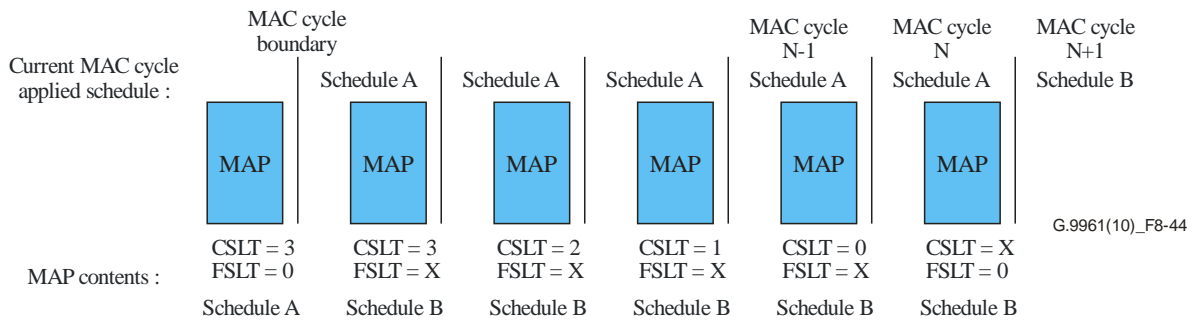 MAC cycle
boundary
MAC cycle
N-1
MAC cycle
N
MAC cycle
N+1
Current MAC cycle
applied schedule :
Schedule A
Schedule A
Schedule A
Schedule A
Schedule A
Schedule B
MAP
MAP
MAP
MAP
MAP
MAP
G.9961(10)_F8-44
MAP contents :
CSLT = 3
FSLT = 0
CSLT = 3
FSLT = X
CSLT = 2
FSLT = X
CSLT = 1
FSLT = X
CSLT = 0
FSLT = X
CSLT = X
FSLT = 0
Schedule A
Schedule B
Schedule B
Schedule B
Schedule B
Schedule B